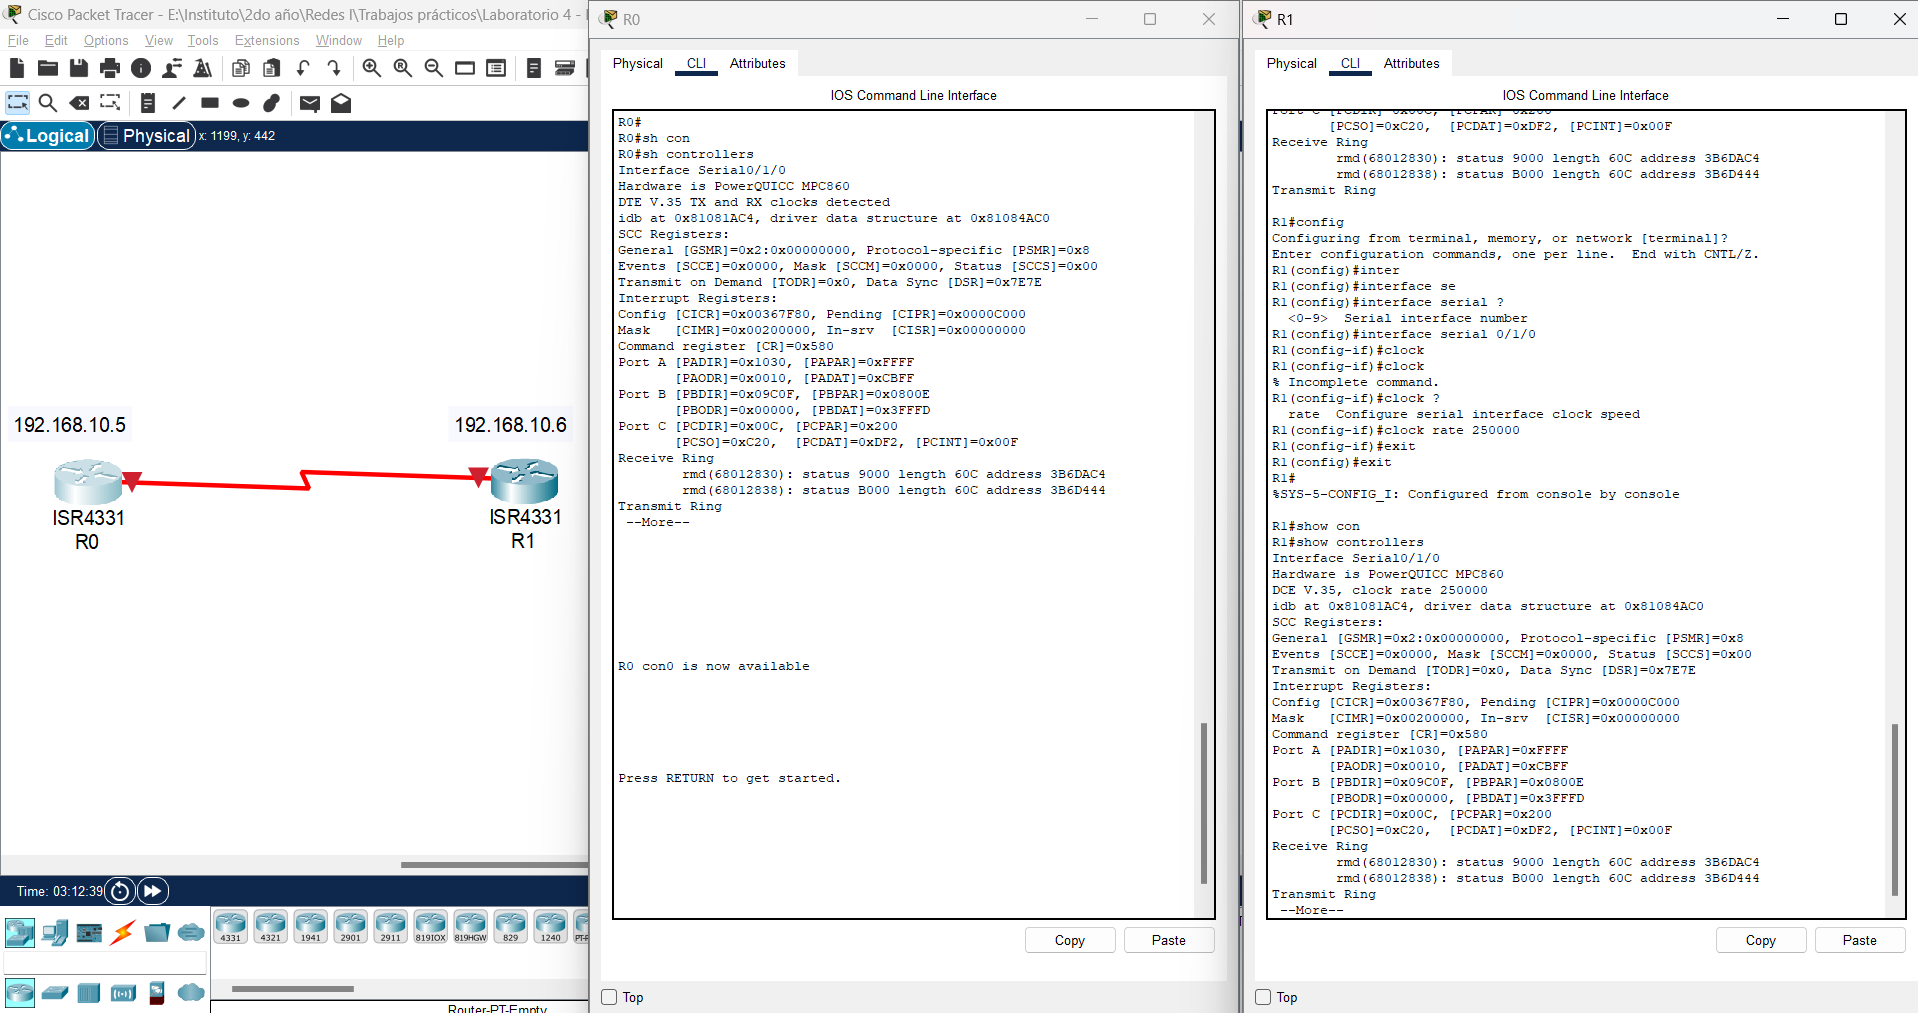 Cisco Packet Tracer - E:\Instituto\2do año\Redes I\Trabajos prácticos\Laboratorio 4 -
File Edit Options View Tools Extensions Window Help
Logical Physical x: 1199, y: 442
192.168.10.5
192.168.10.6
ISR4331
R0
ISR4331
R1
Time: 03:12:39
4331 4321 1941 2901 2911 819IOX 819HGW 829 1240
Router-PT-Empty
R0
Physical CLI Attributes
IOS Command Line Interface
R0#
R0#sh con
R0#sh controllers
Interface Serial0/1/0
Hardware is PowerQUICC MPC860
DTE V.35 TX and RX clocks detected
idb at 0x81081AC4, driver data structure at 0x81084AC0
SCC Registers:
General [GSMR]=0x2:0x00000000, Protocol-specific [PSMR]=0x8
Events [SCCE]=0x0000, Mask [SCCM]=0x0000, Status [SCCS]=0x00
Transmit on Demand [TODR]=0x0, Data Sync [DSR]=0x7E7E
Interrupt Registers:
Config [CICR]=0x00367F80, Pending [CIPR]=0x0000C000
Mask   [CIMR]=0x00200000, In-srv  [CISR]=0x00000000
Command register [CR]=0x580
Port A [PADIR]=0x1030, [PAPAR]=0xFFFF
[PAODR]=0x0010, [PADAT]=0xCBFF
Port B [PBDIR]=0x09C0F, [PBPAR]=0x0800E
[PBODR]=0x00000, [PBDAT]=0x3FFFD
Port C [PCDIR]=0x00C, [PCPAR]=0x200
[PCSO]=0xC20,  [PCDAT]=0xDF2, [PCINT]=0x00F
Receive Ring
rmd(68012830): status 9000 length 60C address 3B6DAC4
rmd(68012838): status B000 length 60C address 3B6D444
Transmit Ring
--More--
R0 con0 is now available
Press RETURN to get started.
Copy Paste
Top
R1
Physical CLI Attributes
IOS Command Line Interface
Port C [PCDIR]=0x00C, [PCPAR]=0x200
[PCSO]=0xC20,  [PCDAT]=0xDF2, [PCINT]=0x00F
Receive Ring
rmd(68012830): status 9000 length 60C address 3B6DAC4
rmd(68012838): status B000 length 60C address 3B6D444
Transmit Ring
R1#config
Configuring from terminal, memory, or network [terminal]?
Enter configuration commands, one per line.  End with CNTL/Z.
R1(config)#inter
R1(config)#interface se
R1(config)#interface serial ?
<0-9>  Serial interface number
R1(config)#interface serial 0/1/0
R1(config-if)#clock
R1(config-if)#clock
% Incomplete command.
R1(config-if)#clock ?
rate  Configure serial interface clock speed
R1(config-if)#clock rate 250000
R1(config-if)#exit
R1(config)#exit
R1#
%SYS-5-CONFIG_I: Configured from console by console
R1#show con
R1#show controllers
Interface Serial0/1/0
Hardware is PowerQUICC MPC860
DCE V.35, clock rate 250000
idb at 0x81081AC4, driver data structure at 0x81084AC0
SCC Registers:
General [GSMR]=0x2:0x00000000, Protocol-specific [PSMR]=0x8
Events [SCCE]=0x0000, Mask [SCCM]=0x0000, Status [SCCS]=0x00
Transmit on Demand [TODR]=0x0, Data Sync [DSR]=0x7E7E
Interrupt Registers:
Config [CICR]=0x00367F80, Pending [CIPR]=0x0000C000
Mask   [CIMR]=0x00200000, In-srv  [CISR]=0x00000000
Command register [CR]=0x580
Port A [PADIR]=0x1030, [PAPAR]=0xFFFF
[PAODR]=0x0010, [PADAT]=0xCBFF
Port B [PBDIR]=0x09C0F, [PBPAR]=0x0800E
[PBODR]=0x00000, [PBDAT]=0x3FFFD
Port C [PCDIR]=0x00C, [PCPAR]=0x200
[PCSO]=0xC20,  [PCDAT]=0xDF2, [PCINT]=0x00F
Receive Ring
rmd(68012830): status 9000 length 60C address 3B6DAC4
rmd(68012838): status B000 length 60C address 3B6D444
Transmit Ring
--More--
Copy Paste
Top